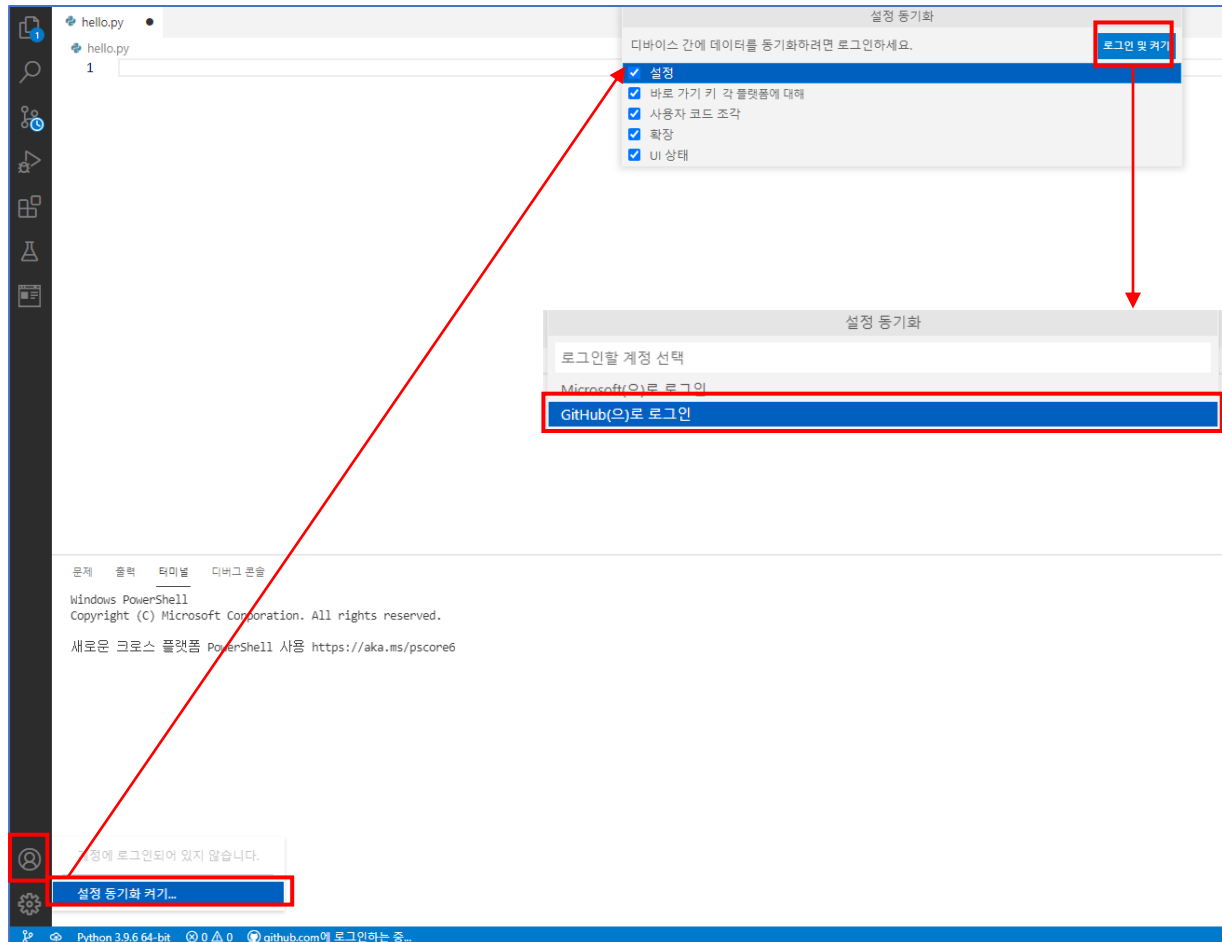 hello.py
hello.py
1
1
설정 동기화
디바이스 간에 데이터를 동기화하려면 로그인하세요.
로그인 및 켜기
설정
바로 가기 키 각 플랫폼에 대해
사용자 코드 조각
확장
UI 상태
설정 동기화
로그인할 계정 선택
Microsoft(으)로 로그인
GitHub(으)로 로그인
문제 출력 터미널 디버그 콘솔
Windows PowerShell
Copyright (C) Microsoft Corporation. All rights reserved.
새로운 크로스 플랫폼 PowerShell 사용 https://aka.ms/pscore6
계정에 로그인되어 있지 않습니다.
설정 동기화 켜기...
Python 3.9.6 64-bit 0 0 github.com에 로그인하는 중...